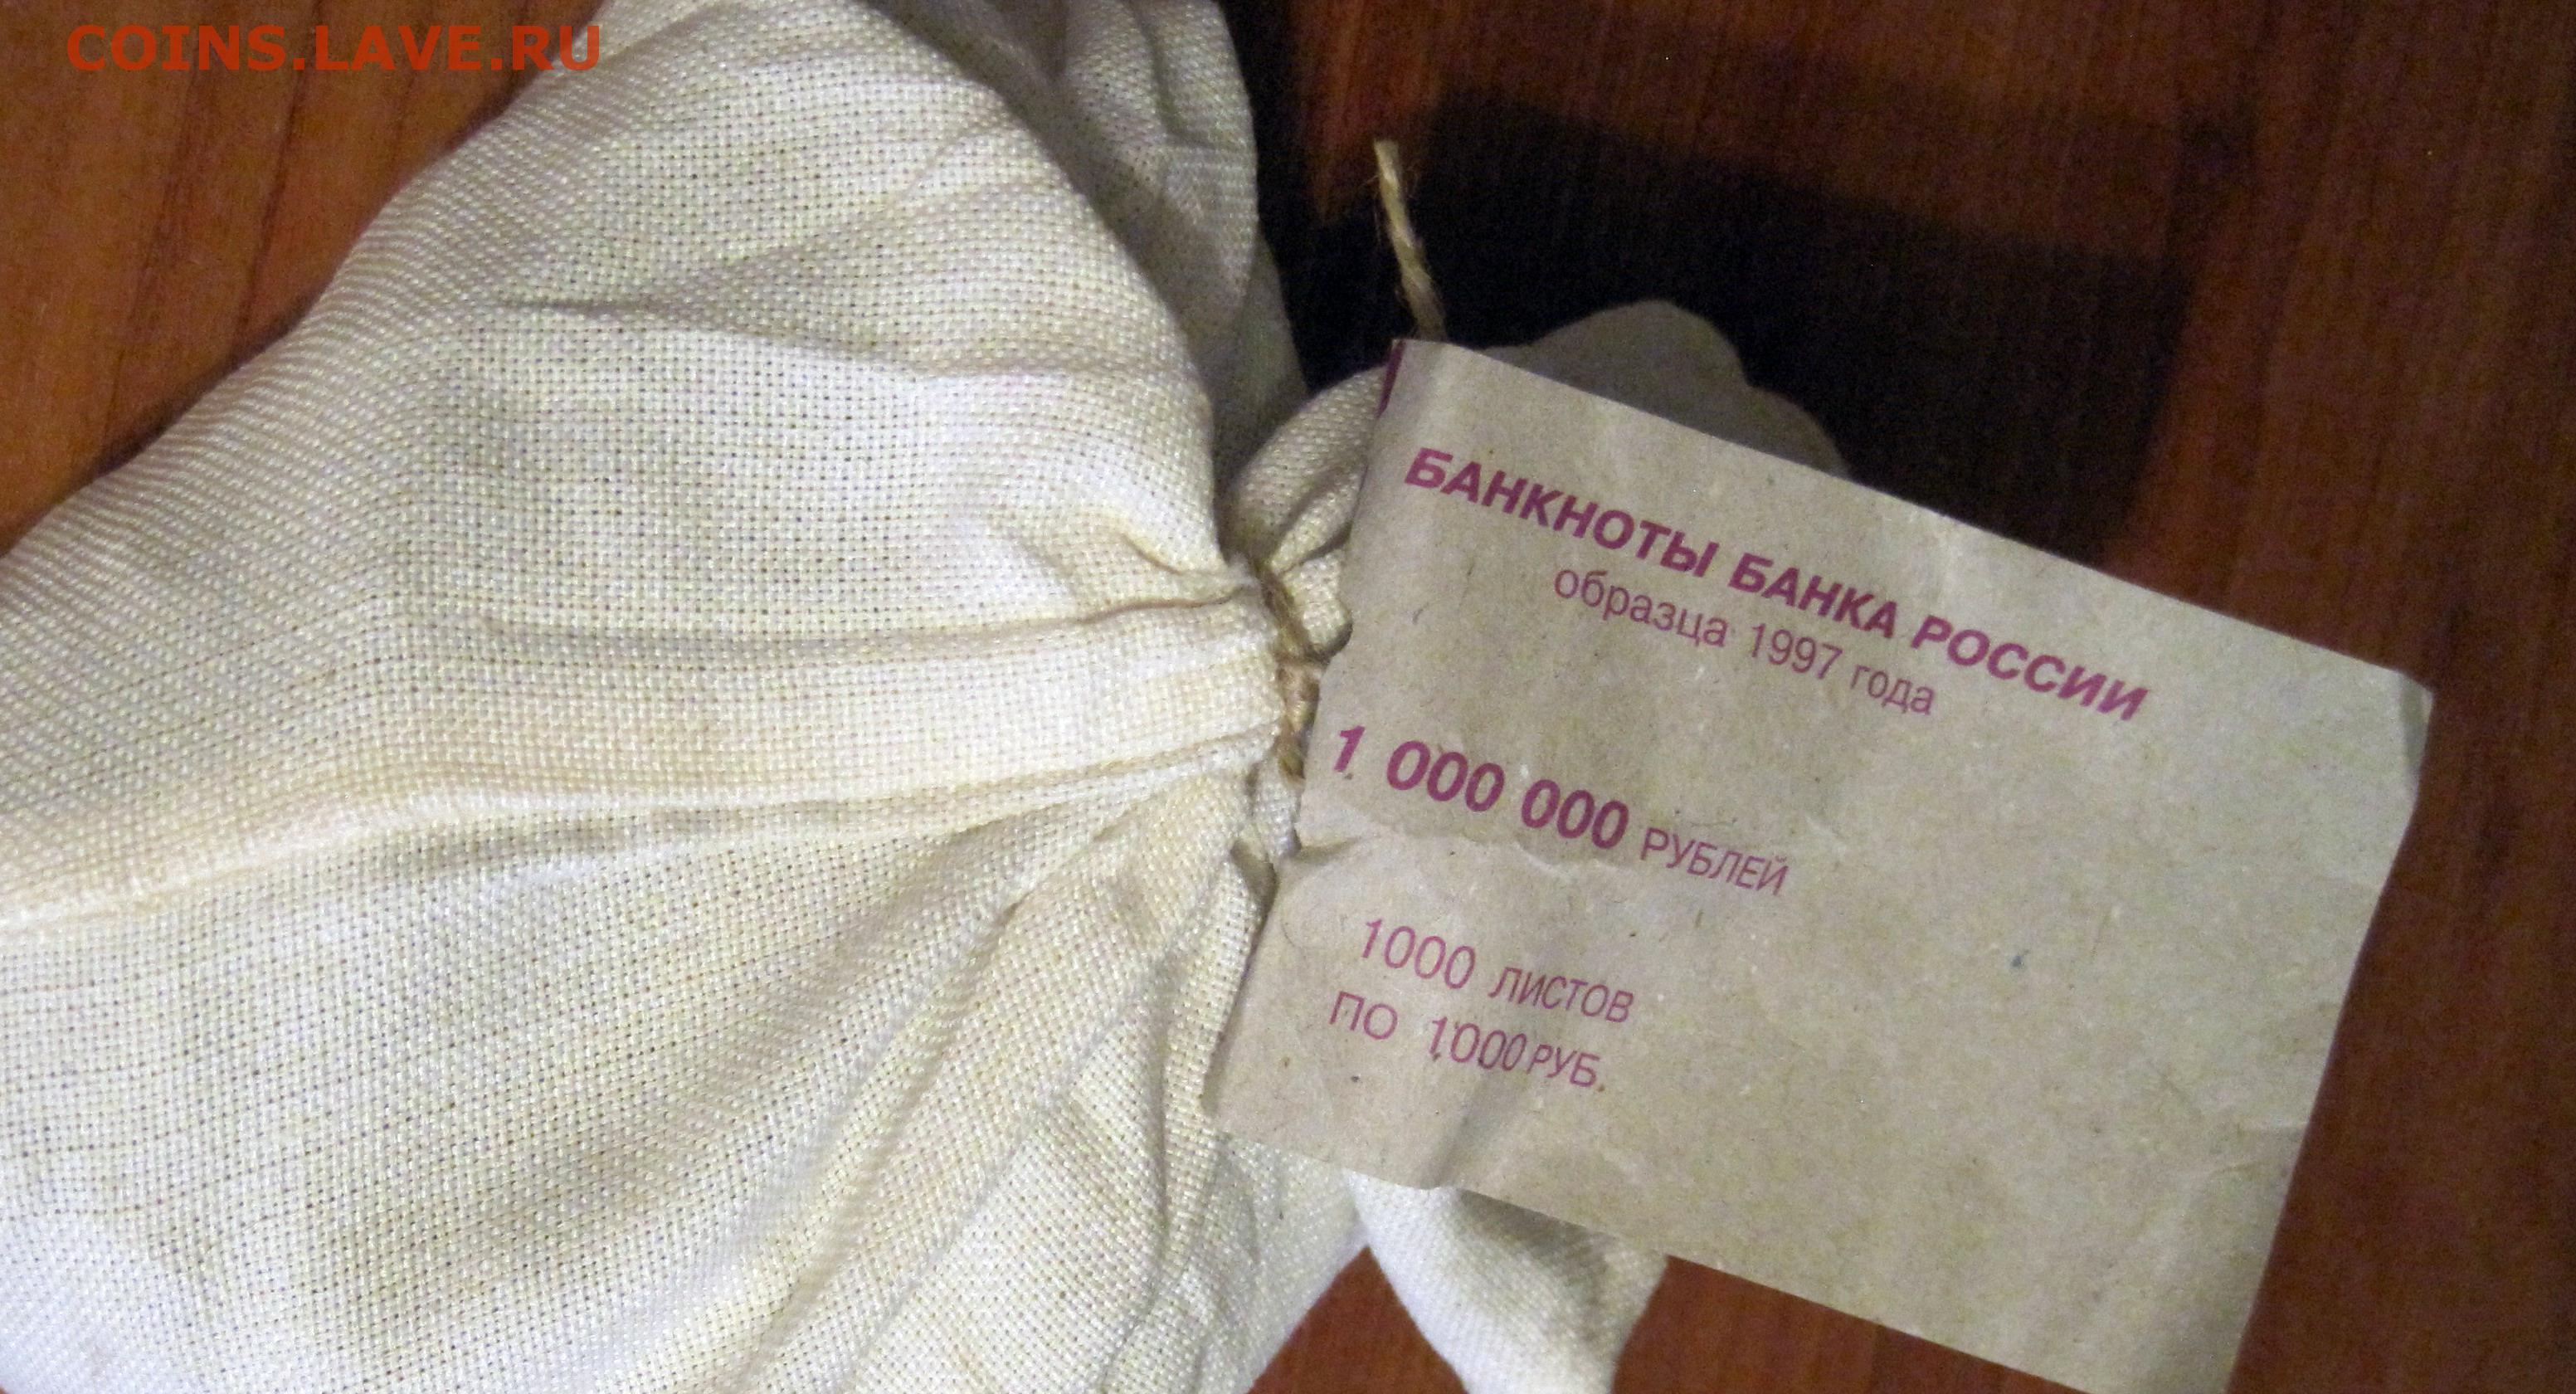 COINS.LAVE.RU
БАНКНОТЫ БАНКА РОССИИ
образца 1997 года
1 000 000 РУБЛЕЙ
1000 ЛИСТОВ
ПО 1000 РУБ.